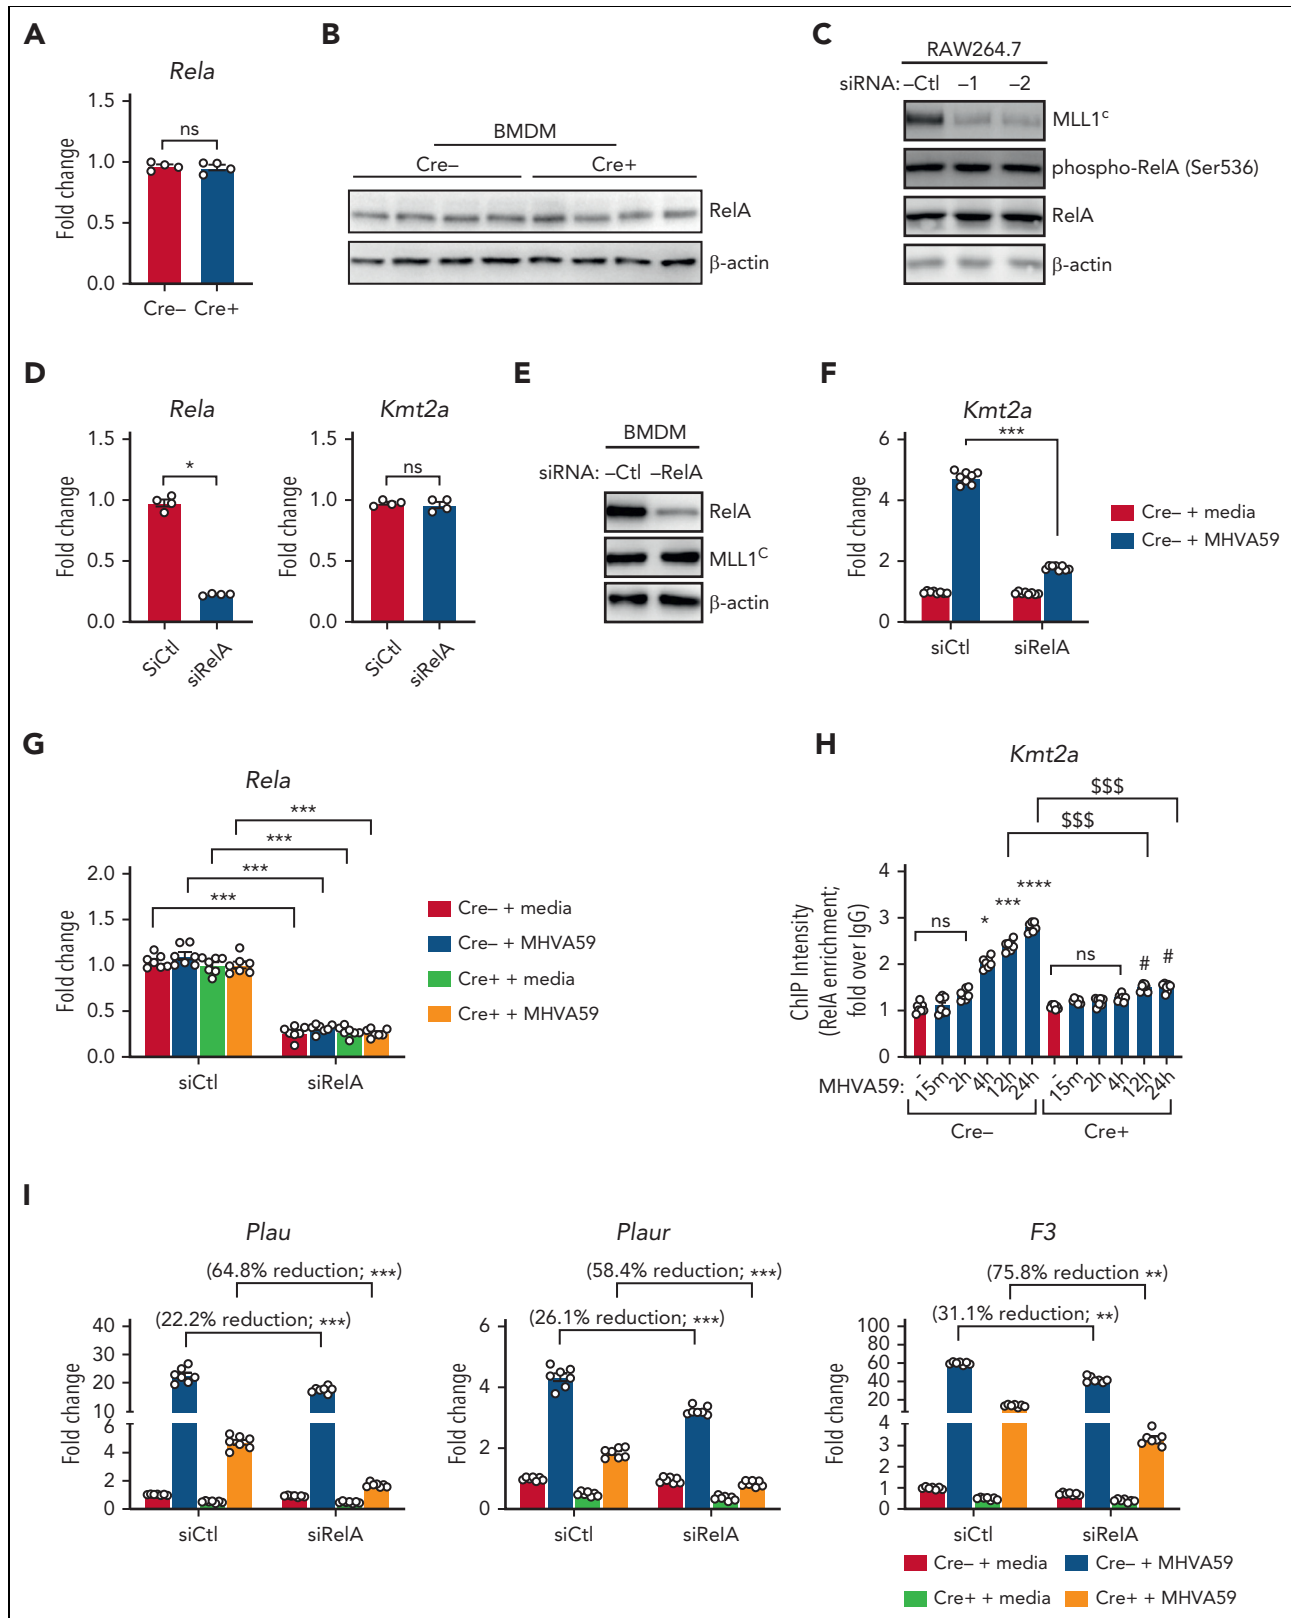 A
Rela
Fold change
1.5
1.0
0.5
0.0
ns
Cre– Cre+
B
BMDM
Cre– Cre+
RelA
β-actin
C
RAW264.7
siRNA: –Ctl –1 –2
MLL1ᶜ
phospho-RelA (Ser536)
RelA
β-actin
D
Rela
Fold change
1.5
1.0
0.5
0.0
*
SiCtl
siRelA
Kmt2a
Fold change
1.5
1.0
0.5
0.0
ns
SiCtl
siRelA
E
BMDM
siRNA: –Ctl –RelA
RelA
MLL1ᶜ
β-actin
F
Kmt2a
Fold change
6
4
2
0
***
siCtl siRelA
Cre– + media
Cre– + MHVA59
G
Rela
Fold change
2.0
1.5
1.0
0.5
0.0
***
***
***
***
siCtl siRelA
Cre– + media
Cre– + MHVA59
Cre+ + media
Cre+ + MHVA59
H
Kmt2a
ChIP Intensity
(RelA enrichment;
fold over IgG)
4
3
2
1
0
$$$
$$$
ns * *** ****
ns # #
MHVA59: - 15m 2h 4h 12h 24h - 15m 2h 4h 12h 24h
Cre– Cre+
I
Plau
(64.8% reduction; ***)
(22.2% reduction; ***)
Fold change
40
30
20
10
6
4
2
0
siCtl siRelA
Plaur
(58.4% reduction; ***)
(26.1% reduction; ***)
Fold change
6
4
2
0
siCtl siRelA
F3
(75.8% reduction **)
(31.1% reduction; **)
Fold change
100
80
60
40
20
4
3
2
1
0
siCtl siRelA
Cre– + media Cre– + MHVA59
Cre+ + media Cre+ + MHVA59